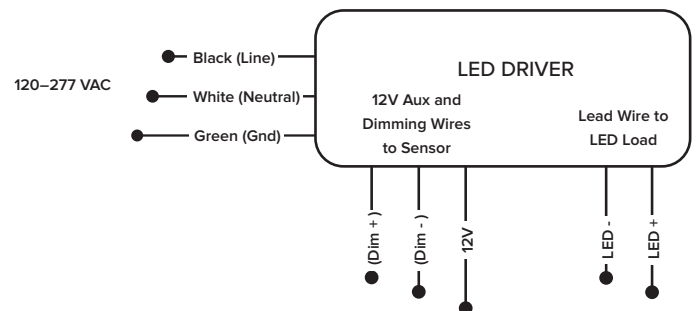 Black (Line)
LED DRIVER
120–277 VAC
White (Neutral)
12V Aux and
Dimming Wires
to Sensor
Lead Wire to
LED Load
Green (Gnd)
(Dim + )
(Dim - )
12V
LED -
LED +